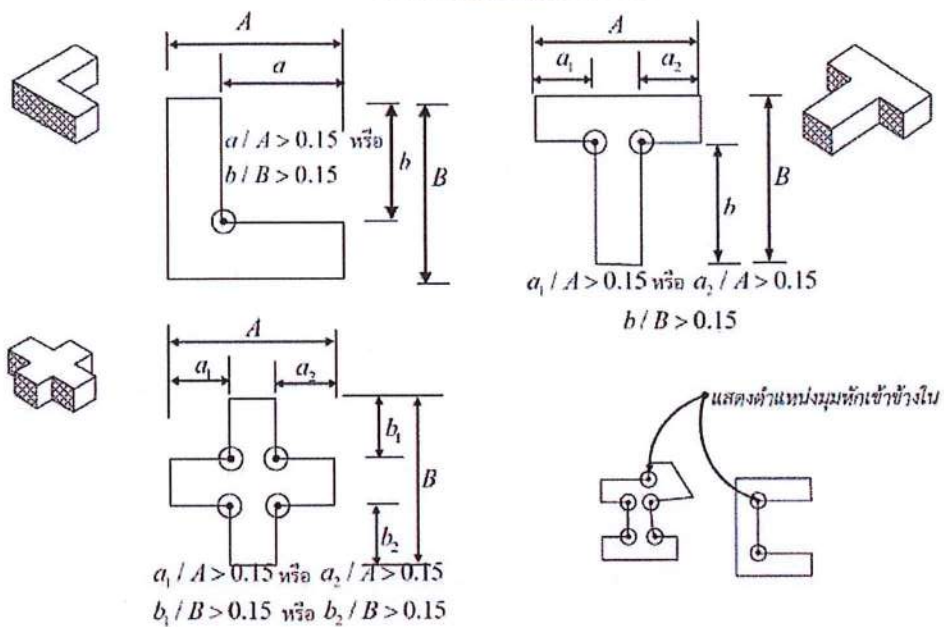 A
a
a / A > 0.15 หรือ
b / B > 0.15
b
B
A
a₁
a₂
b
B
a₁ / A > 0.15 หรือ a₂ / A > 0.15
b / B > 0.15
A
a₁
a₂
b₁
B
b₂
a₁ / A > 0.15 หรือ a₂ / A > 0.15
b₁ / B > 0.15 หรือ b₂ / B > 0.15
แสดงตำแหน่งมุมหักเข้าข้างใน